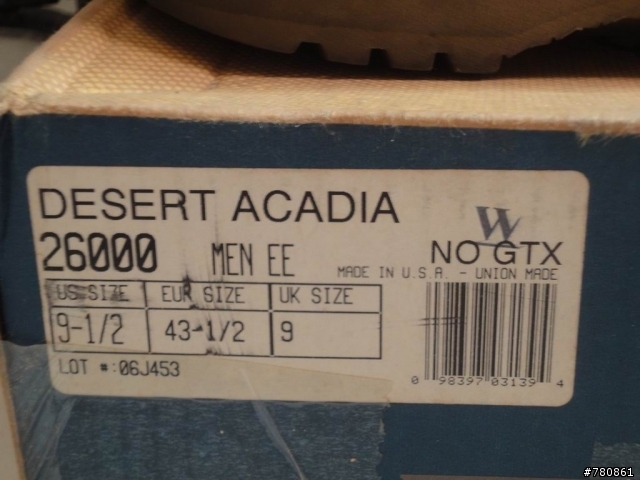 DESERT ACADIA
W
26000 MEN EE NO GTX
MADE IN U.S.A. - UNION MADE
US SIZE EUR SIZE UK SIZE
9-1/2 43-1/2 9
LOT #:06J453
0 98397 03139 4
#780861